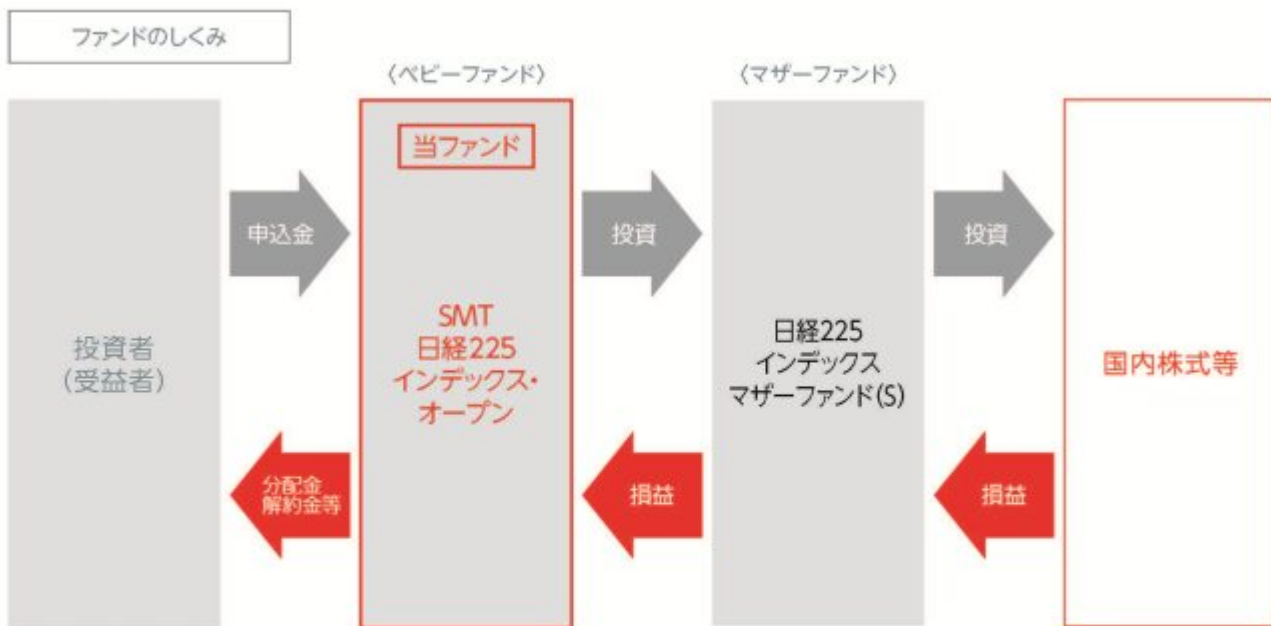 ファンドのしくみ
〈ベビーファンド〉
〈マザーファンド〉
投資者
(受益者)
申込金
分配金
解約金等
当ファンド
SMT
日経225
インデックス・
オープン
投資
損益
日経225
インデックス
マザーファンド(S)
投資
損益
国内株式等